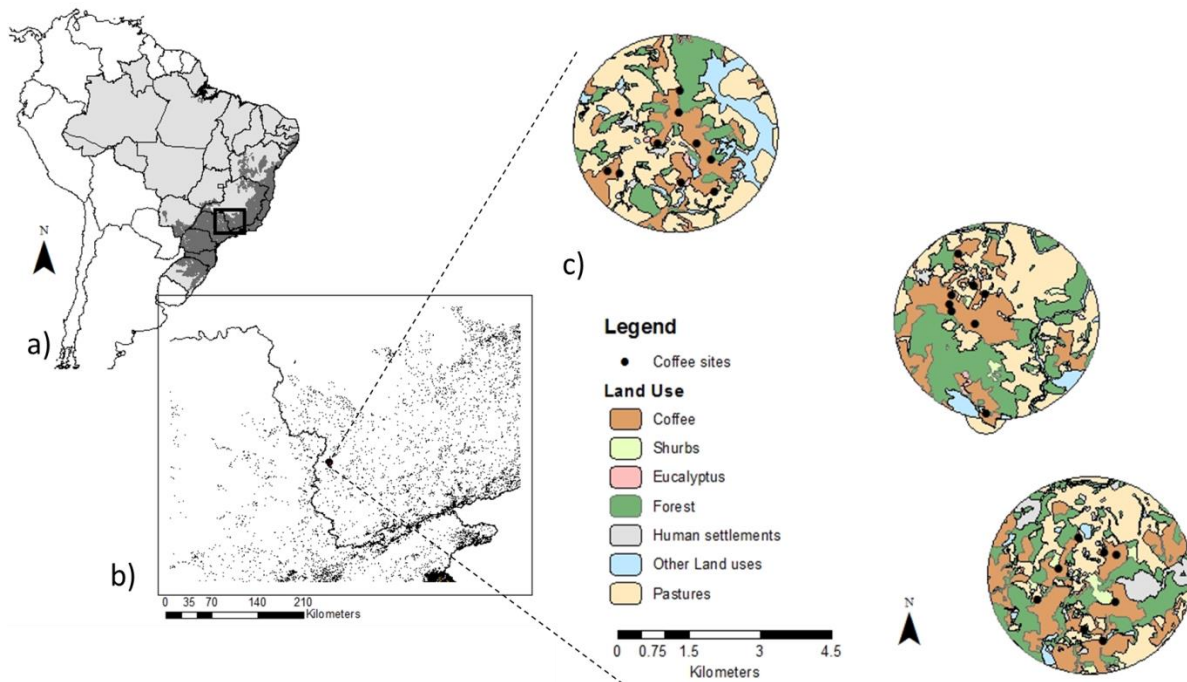 N
a)
b)
0 35 70 140 210
Kilometers
c)
Legend
Coffee sites
Land Use
Coffee
Shurbs
Eucalyptus
Forest
Human settlements
Other Land uses
Pastures
0 0.75 1.5 3 4.5
Kilometers
N